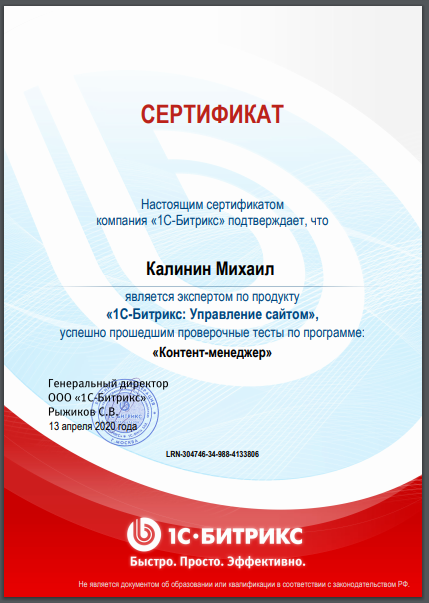 СЕРТИФИКАТ
Настоящим сертификатом
компания «1С-Битрикс» подтверждает, что
Калинин Михаил
является экспертом по продукту
«1С-Битрикс: Управление сайтом»,
успешно прошедшим проверочные тесты по программе:
«Контент-менеджер»
Генеральный директор
ООО «1С-Битрикс»
Рыжиков С.В.
13 апреля 2020 года
LRN-304746-34-988-4133806
1С·БИТРИКС
Быстро. Просто. Эффективно.
Не является документом об образовании или квалификации в соответствии с законодательством РФ.